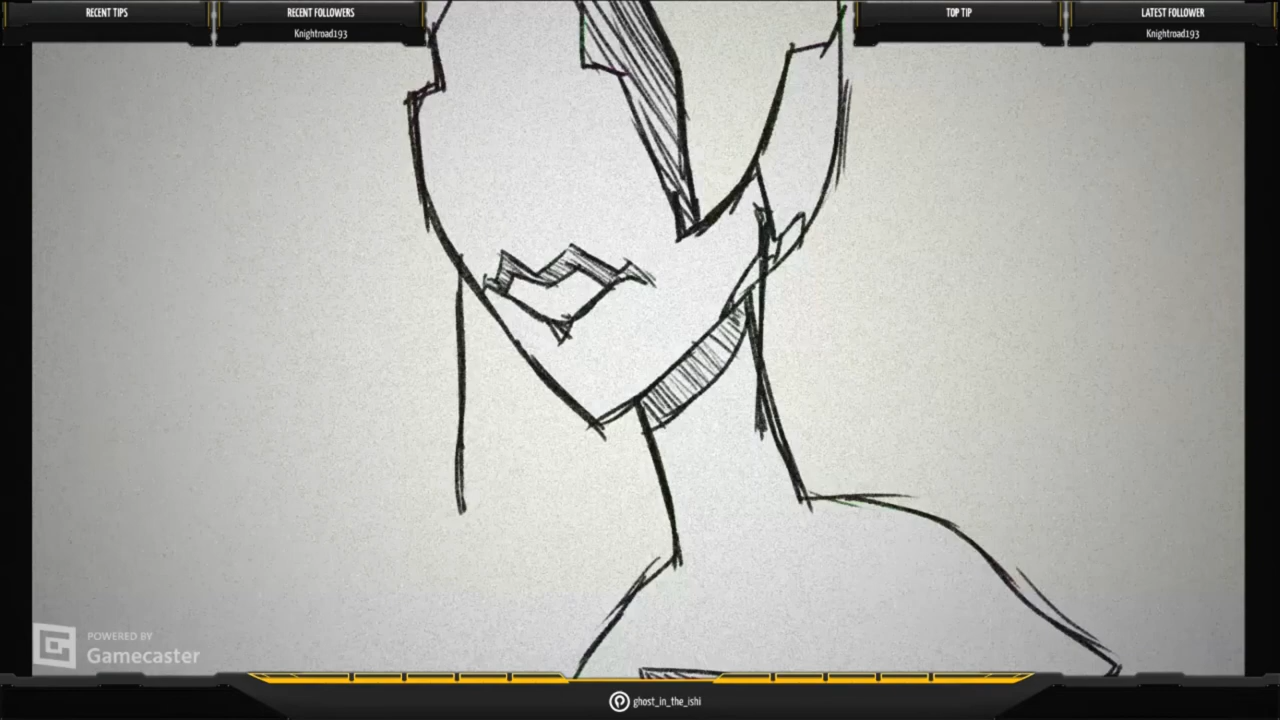 RECENT TIPS
RECENT FOLLOWERS
Knightroad193
TOP TIP
LATEST FOLLOWER
Knightroad193
POWERED BY
Gamecaster
ghost_in_the_ishi